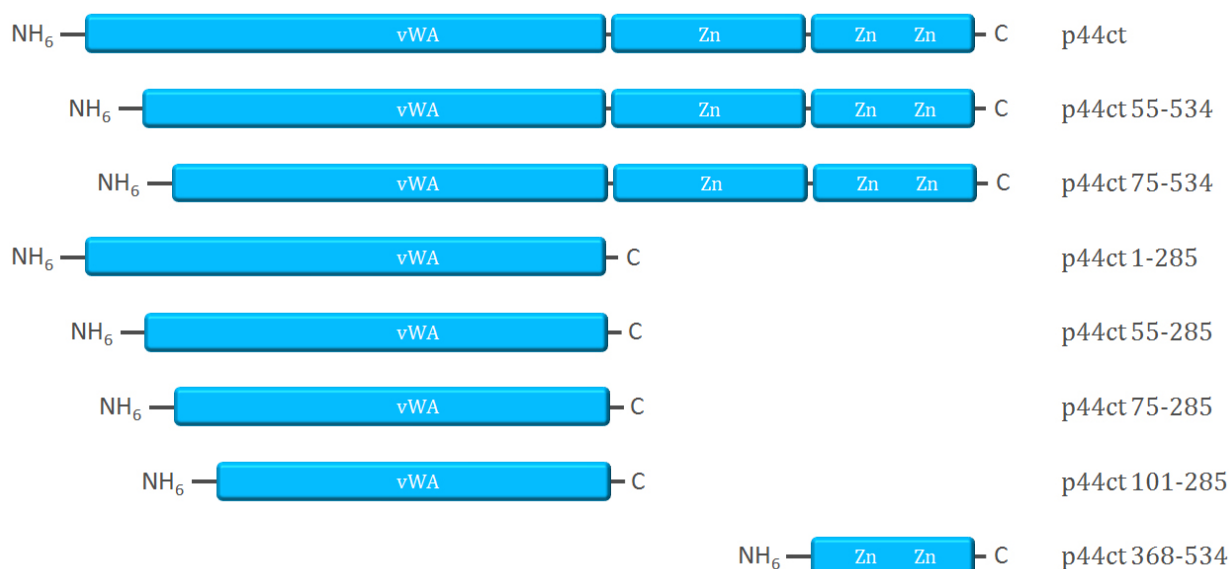 NH6 vWA Zn Zn Zn C p44ct
NH6 vWA Zn Zn Zn C p44ct 55-534
NH6 vWA Zn Zn Zn C p44ct 75-534
NH6 vWA C p44ct 1-285
NH6 vWA C p44ct 55-285
NH6 vWA C p44ct 75-285
NH6 vWA C p44ct 101-285
NH6 Zn Zn C p44ct 368-534